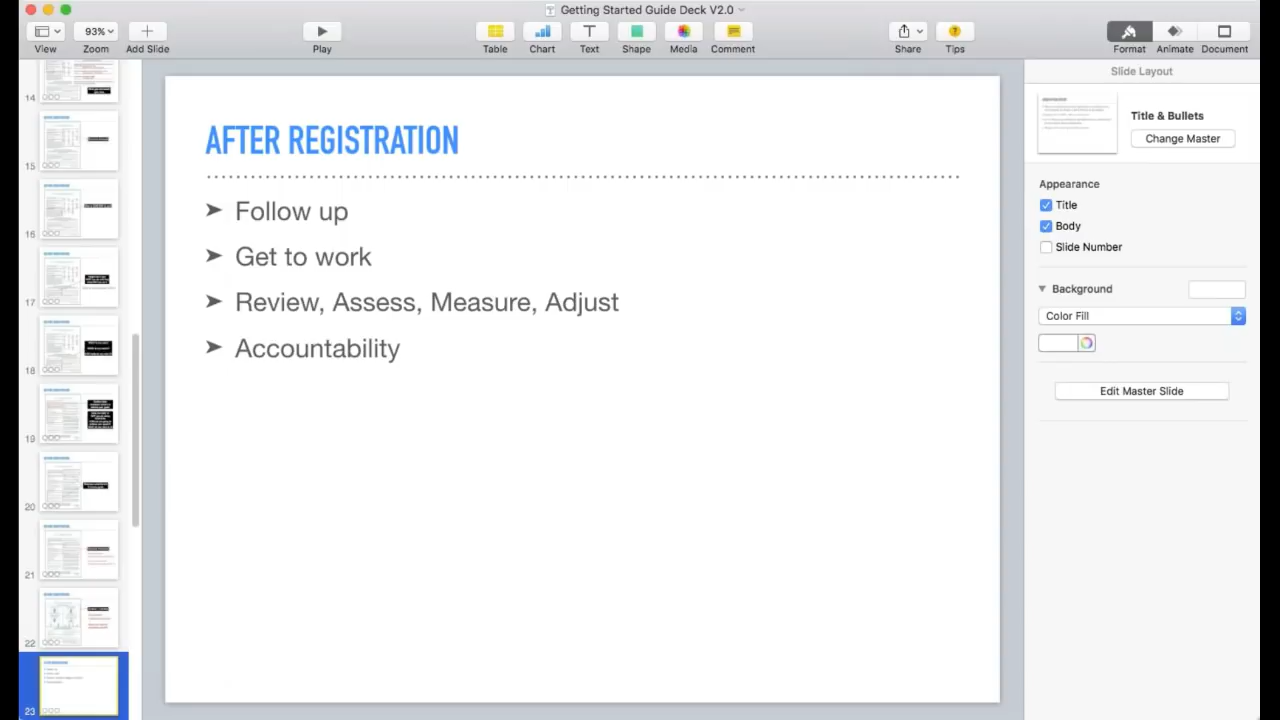 Getting Started Guide Deck V2.0
93%
View
Zoom
Add Slide
Play
Table
Chart
Text
Shape
Media
Comment
Share
Tips
Format
Animate
Document
14
15
16
17
18
19
20
21
22
23
AFTER REGISTRATION
➤ Follow up
➤ Get to work
➤ Review, Assess, Measure, Adjust
➤ Accountability
Slide Layout
Title & Bullets
Change Master
Appearance
Title
Body
Slide Number
Background
Color Fill
Edit Master Slide